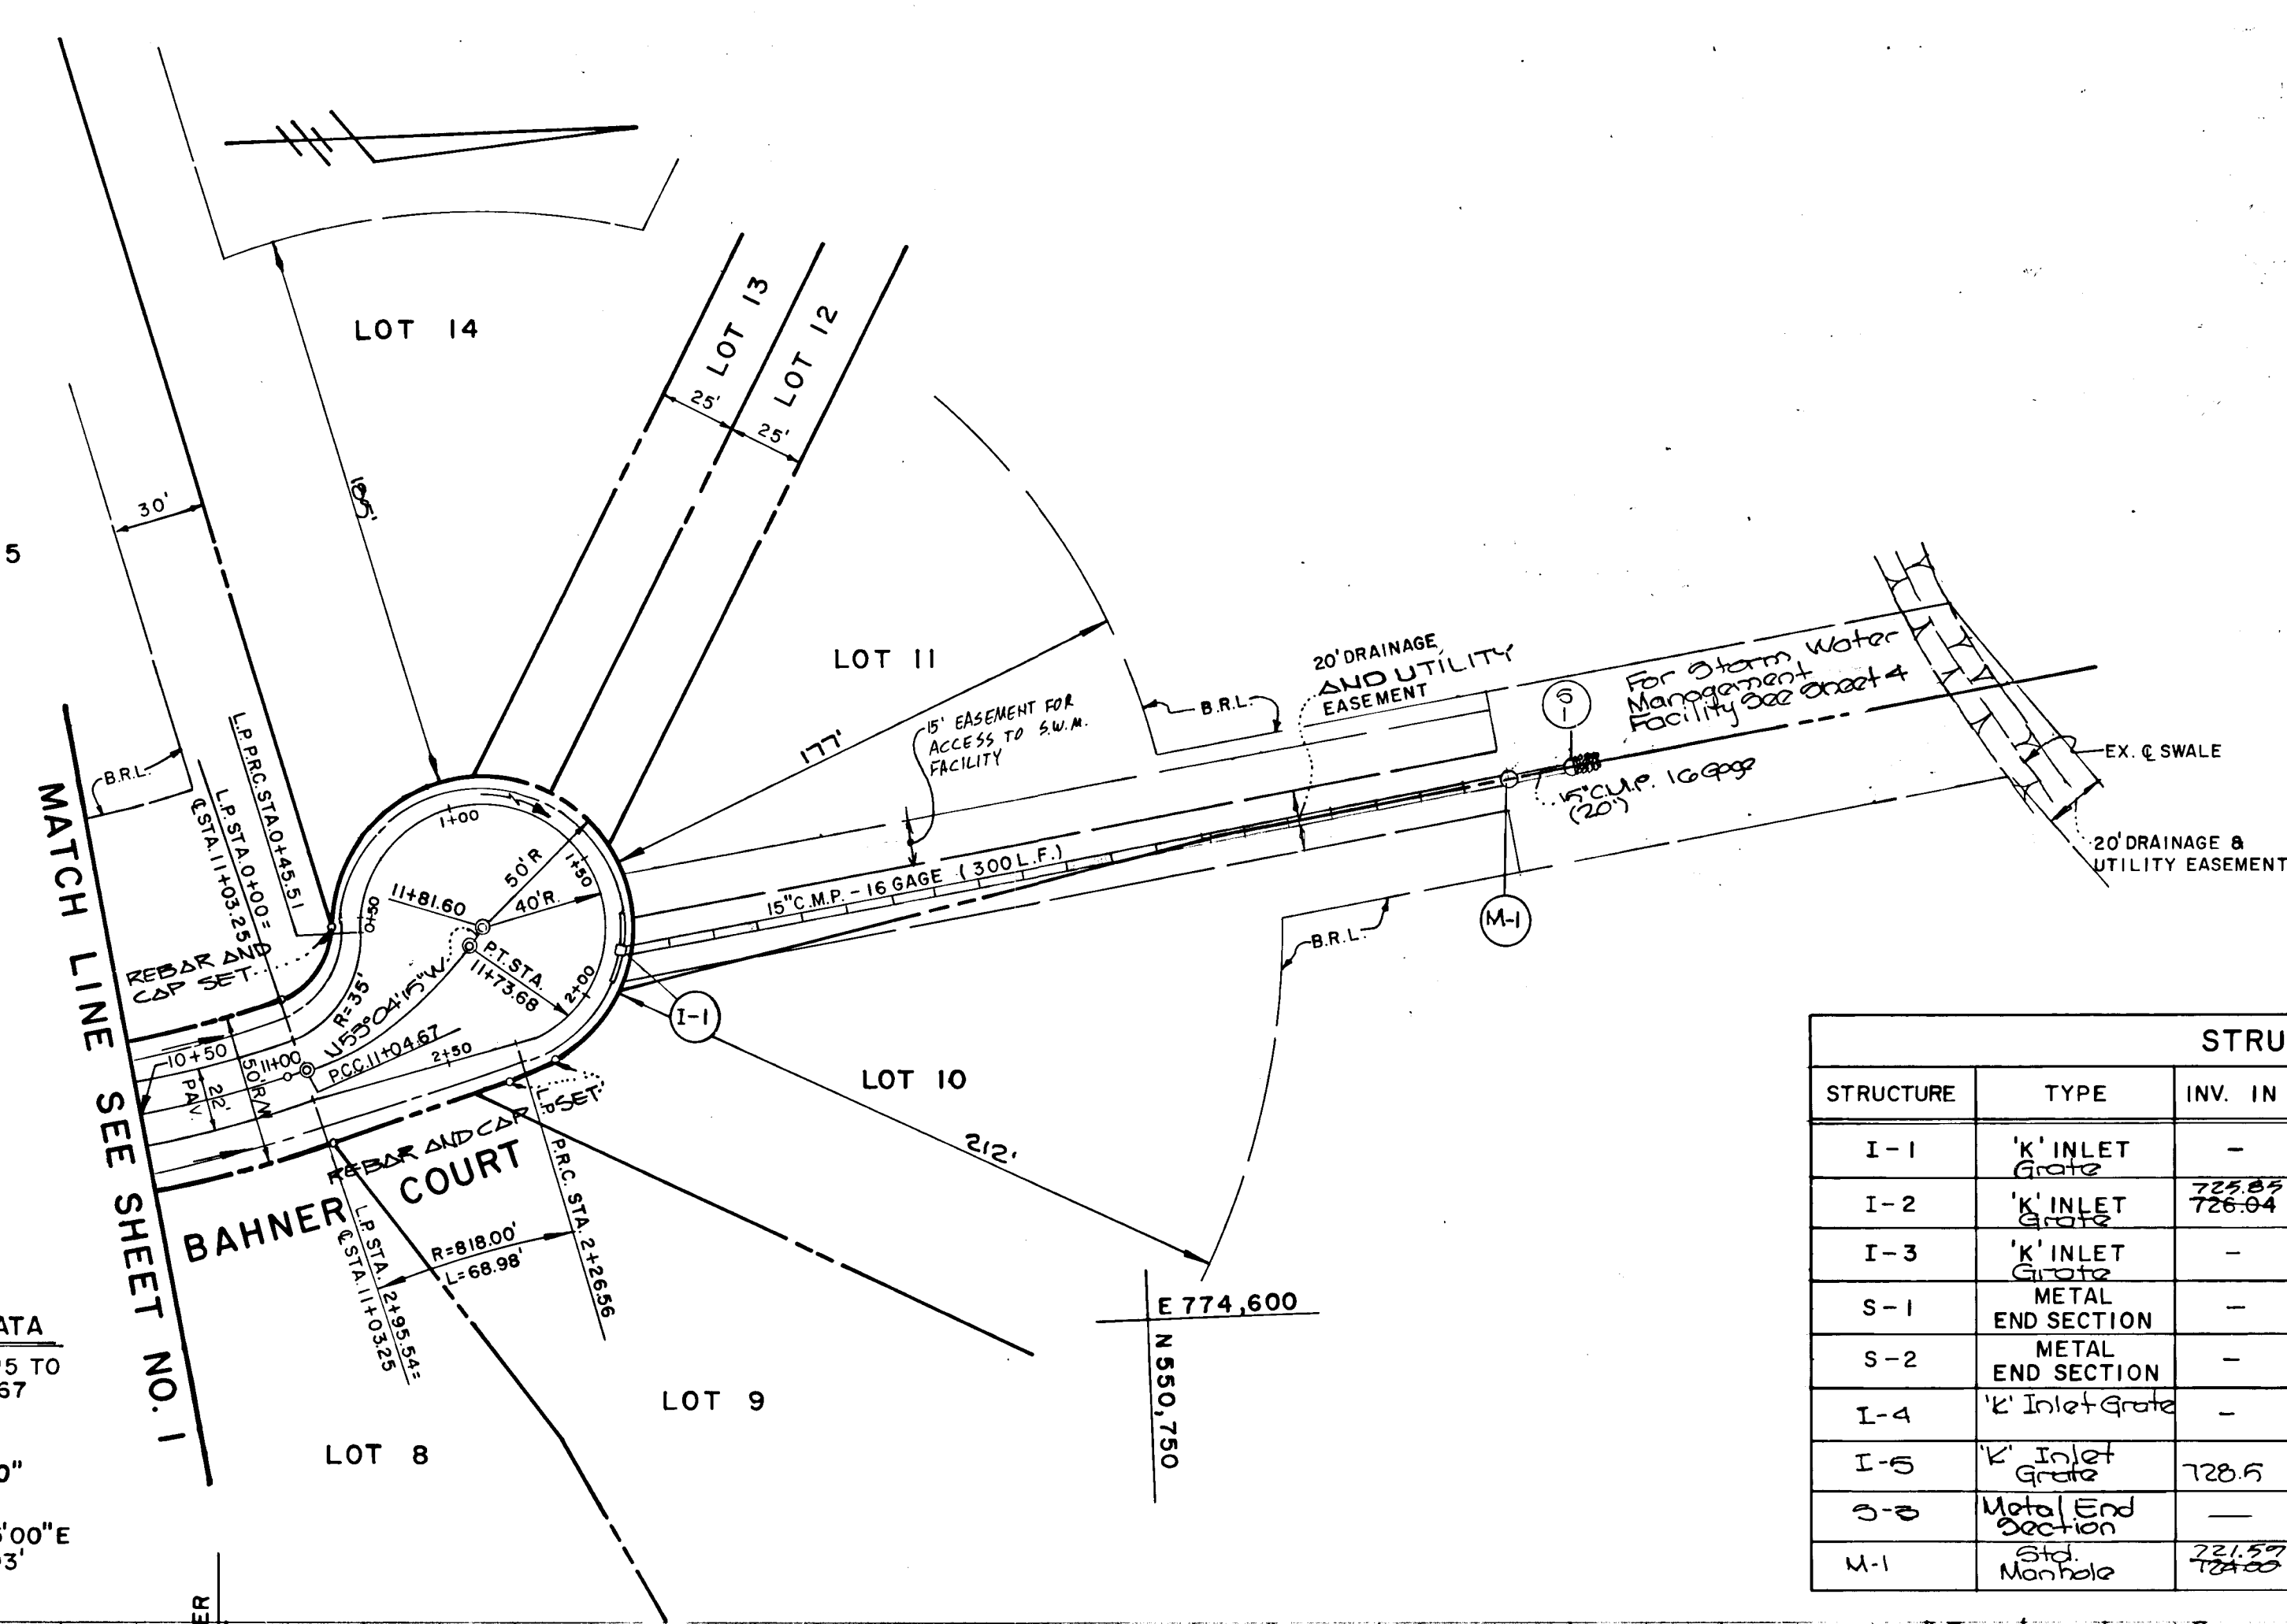 LOT 14
LOT 13
LOT 12
25'
25'
30'
5
185'
LOT 11
177'
15' EASEMENT FOR
ACCESS TO S.W.M.
FACILITY
20' DRAINAGE
AND UTILITY
EASEMENT
B.R.L.
S
1
For Storm Water
Management
Facility See Sheet 4
EX. ℄ SWALE
20' DRAINAGE &
UTILITY EASEMENT
15" C.M.P. 16 Gage
(20')
M-1
B.R.L.
15" C.M.P. - 16 GAGE (300 L.F.)
B.R.L.
L.P. P.R.C. STA. 0+45.51
L.P. STA. 0+00=
℄ STA. 11+03.25
REBAR AND
CAP SET
MATCH LINE SEE SHEET NO. 1
1+00
1+50
0+50
50' R
40' R.
11+81.60
P.T. STA.
11+73.68
2+00
R=35'
N53°04'15"W
P.C.C. 11+04.67
2+50
10+50
11+00
50' R/W
22'
PAV.
I-1
LOT 10
212'
L.P.
REBAR AND CAP SET
BAHNER COURT
P.R.C. STA. 2+26.56
R=818.00'
L=68.98'
L.P. STA. 2+95.54=
℄ STA. 11+03.25
E 774,600
N 550,750
LOT 9
LOT 8
ATA
5 TO
67
0"
'00"E
3'
ER
STRU
STRUCTURE TYPE INV. IN
I-1 'K' INLET Grate -
I-2 'K' INLET Grate 725.85 726.04
I-3 'K' INLET Grate -
S-1 METAL END SECTION -
S-2 METAL END SECTION -
I-4 'K' Inlet Grate -
I-5 'K' Inlet Grate 728.5
S-3 Metal End Section —
M-1 Std. Manhole 721.59 724.00